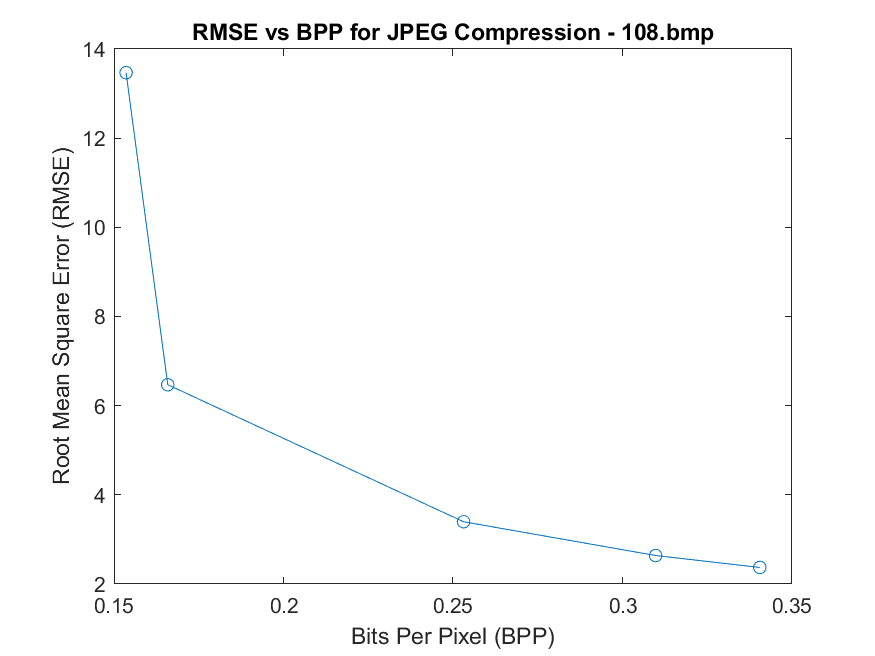 RMSE vs BPP for JPEG Compression - 108.bmp
Root Mean Square Error (RMSE)
14
12
10
8
6
4
2
0.15 0.2 0.25 0.3 0.35
Bits Per Pixel (BPP)